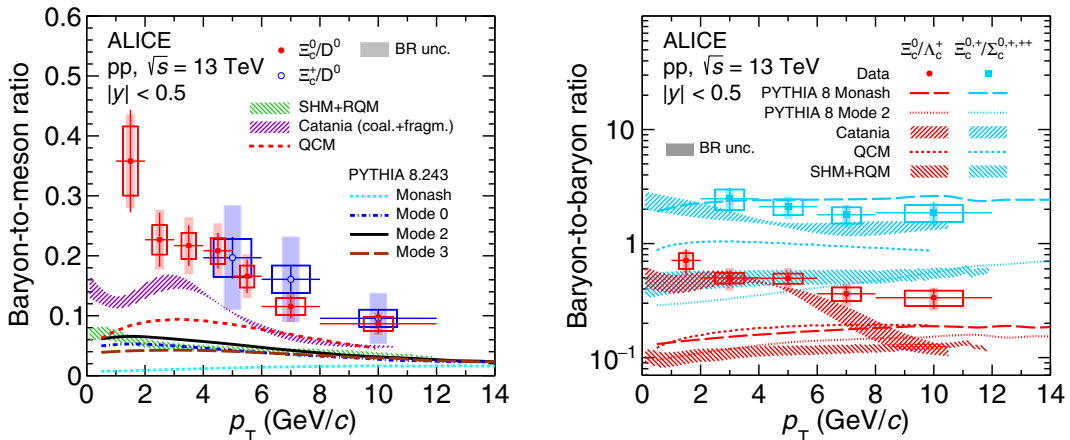 ALICE
pp, √s = 13 TeV
|y| < 0.5
Ξc0/D0
Ξc+/D0
BR unc.
SHM+RQM
Catania (coal.+fragm.)
QCM
PYTHIA 8.243
Monash
Mode 0
Mode 2
Mode 3
Baryon-to-meson ratio
0.6
0.5
0.4
0.3
0.2
0.1
0
0 2 4 6 8 10 12 14
pT (GeV/c)
ALICE
pp, √s = 13 TeV
|y| < 0.5
Ξc0/Λc+ Ξc0,+/Σc0,+,++
Data
PYTHIA 8 Monash
PYTHIA 8 Mode 2
Catania
QCM
SHM+RQM
BR unc.
Baryon-to-baryon ratio
10
1
10−1
0 2 4 6 8 10 12 14
pT (GeV/c)